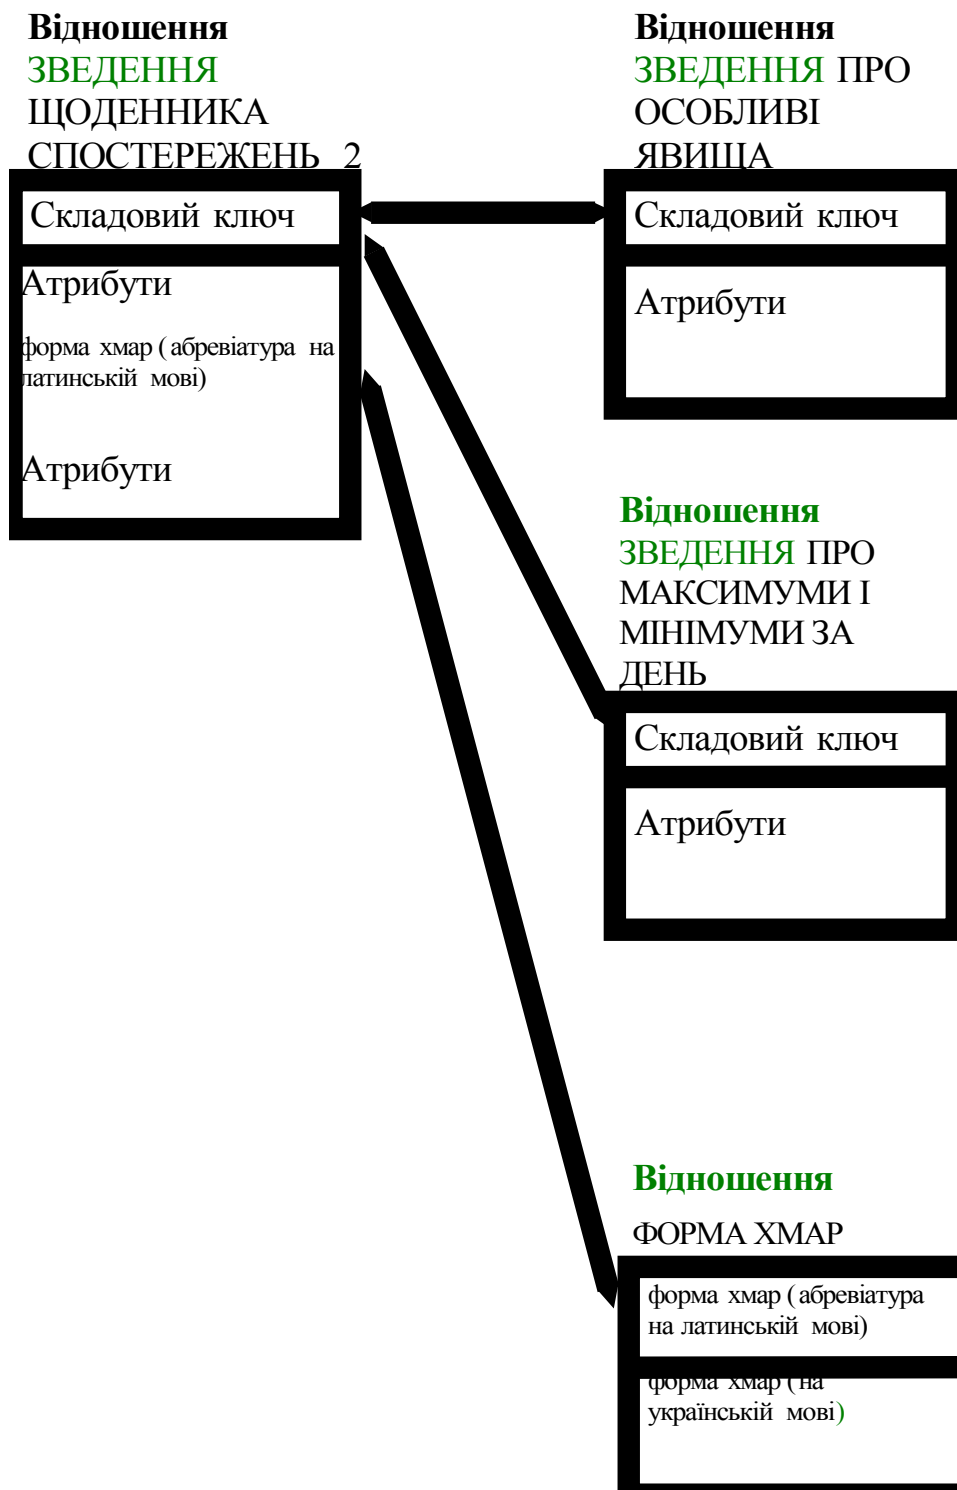 Відношення
ЗВЕДЕННЯ
ЩОДЕННИКА
СПОСТЕРЕЖЕНЬ 2
Складовий ключ
Атрибути
форма хмар (абревіатура на
латинській мові)
Атрибути
Відношення
ЗВЕДЕННЯ ПРО
ОСОБЛИВІ
ЯВИЩА
Складовий ключ
Атрибути
Відношення
ЗВЕДЕННЯ ПРО
МАКСИМУМИ І
МІНІМУМИ ЗА
ДЕНЬ
Складовий ключ
Атрибути
Відношення
ФОРМА ХМАР
форма хмар (абревіатура
на латинській мові)
форма хмар (на
українській мові)